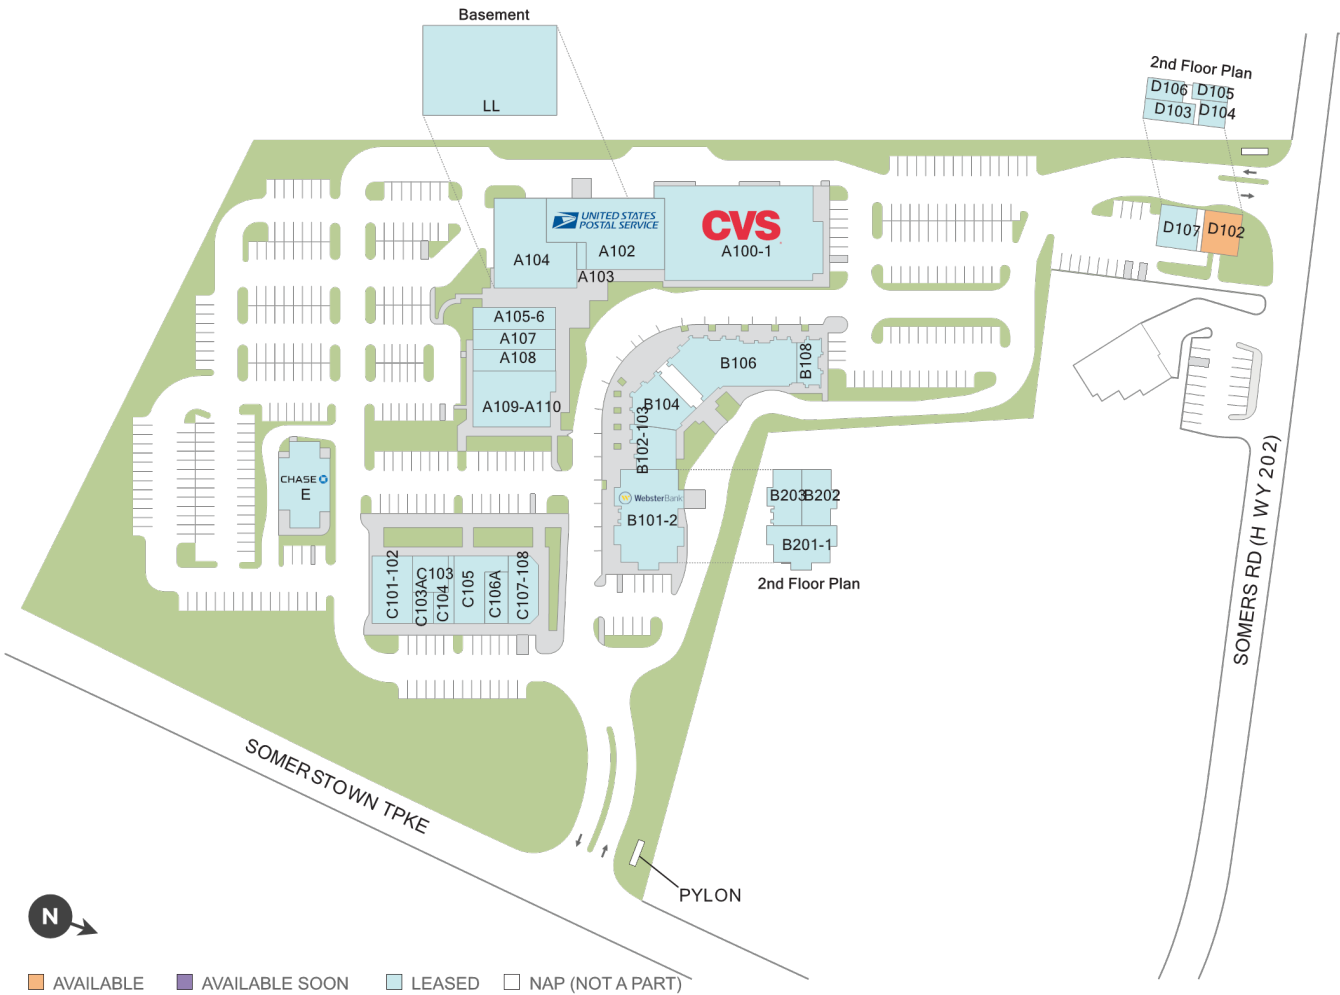 Basement
LL
2nd Floor Plan
D106
D105
D103
D104
UNITED STATES
POSTAL SERVICE
CVS
A104
A102
A100-1
A103
D107
D102
A105-6
A107
A108
A109-A110
B106
B108
B104
B102-103
CHASE
E
WebsterBank
B101-2
B203
B202
B201-1
2nd Floor Plan
C101-102
C103A
C103
C104
C105
C106A
C107-108
SOMERS RD (H WY 202)
SOMERSTOWN TPKE
PYLON
N
AVAILABLE
AVAILABLE SOON
LEASED
NAP (NOT A PART)